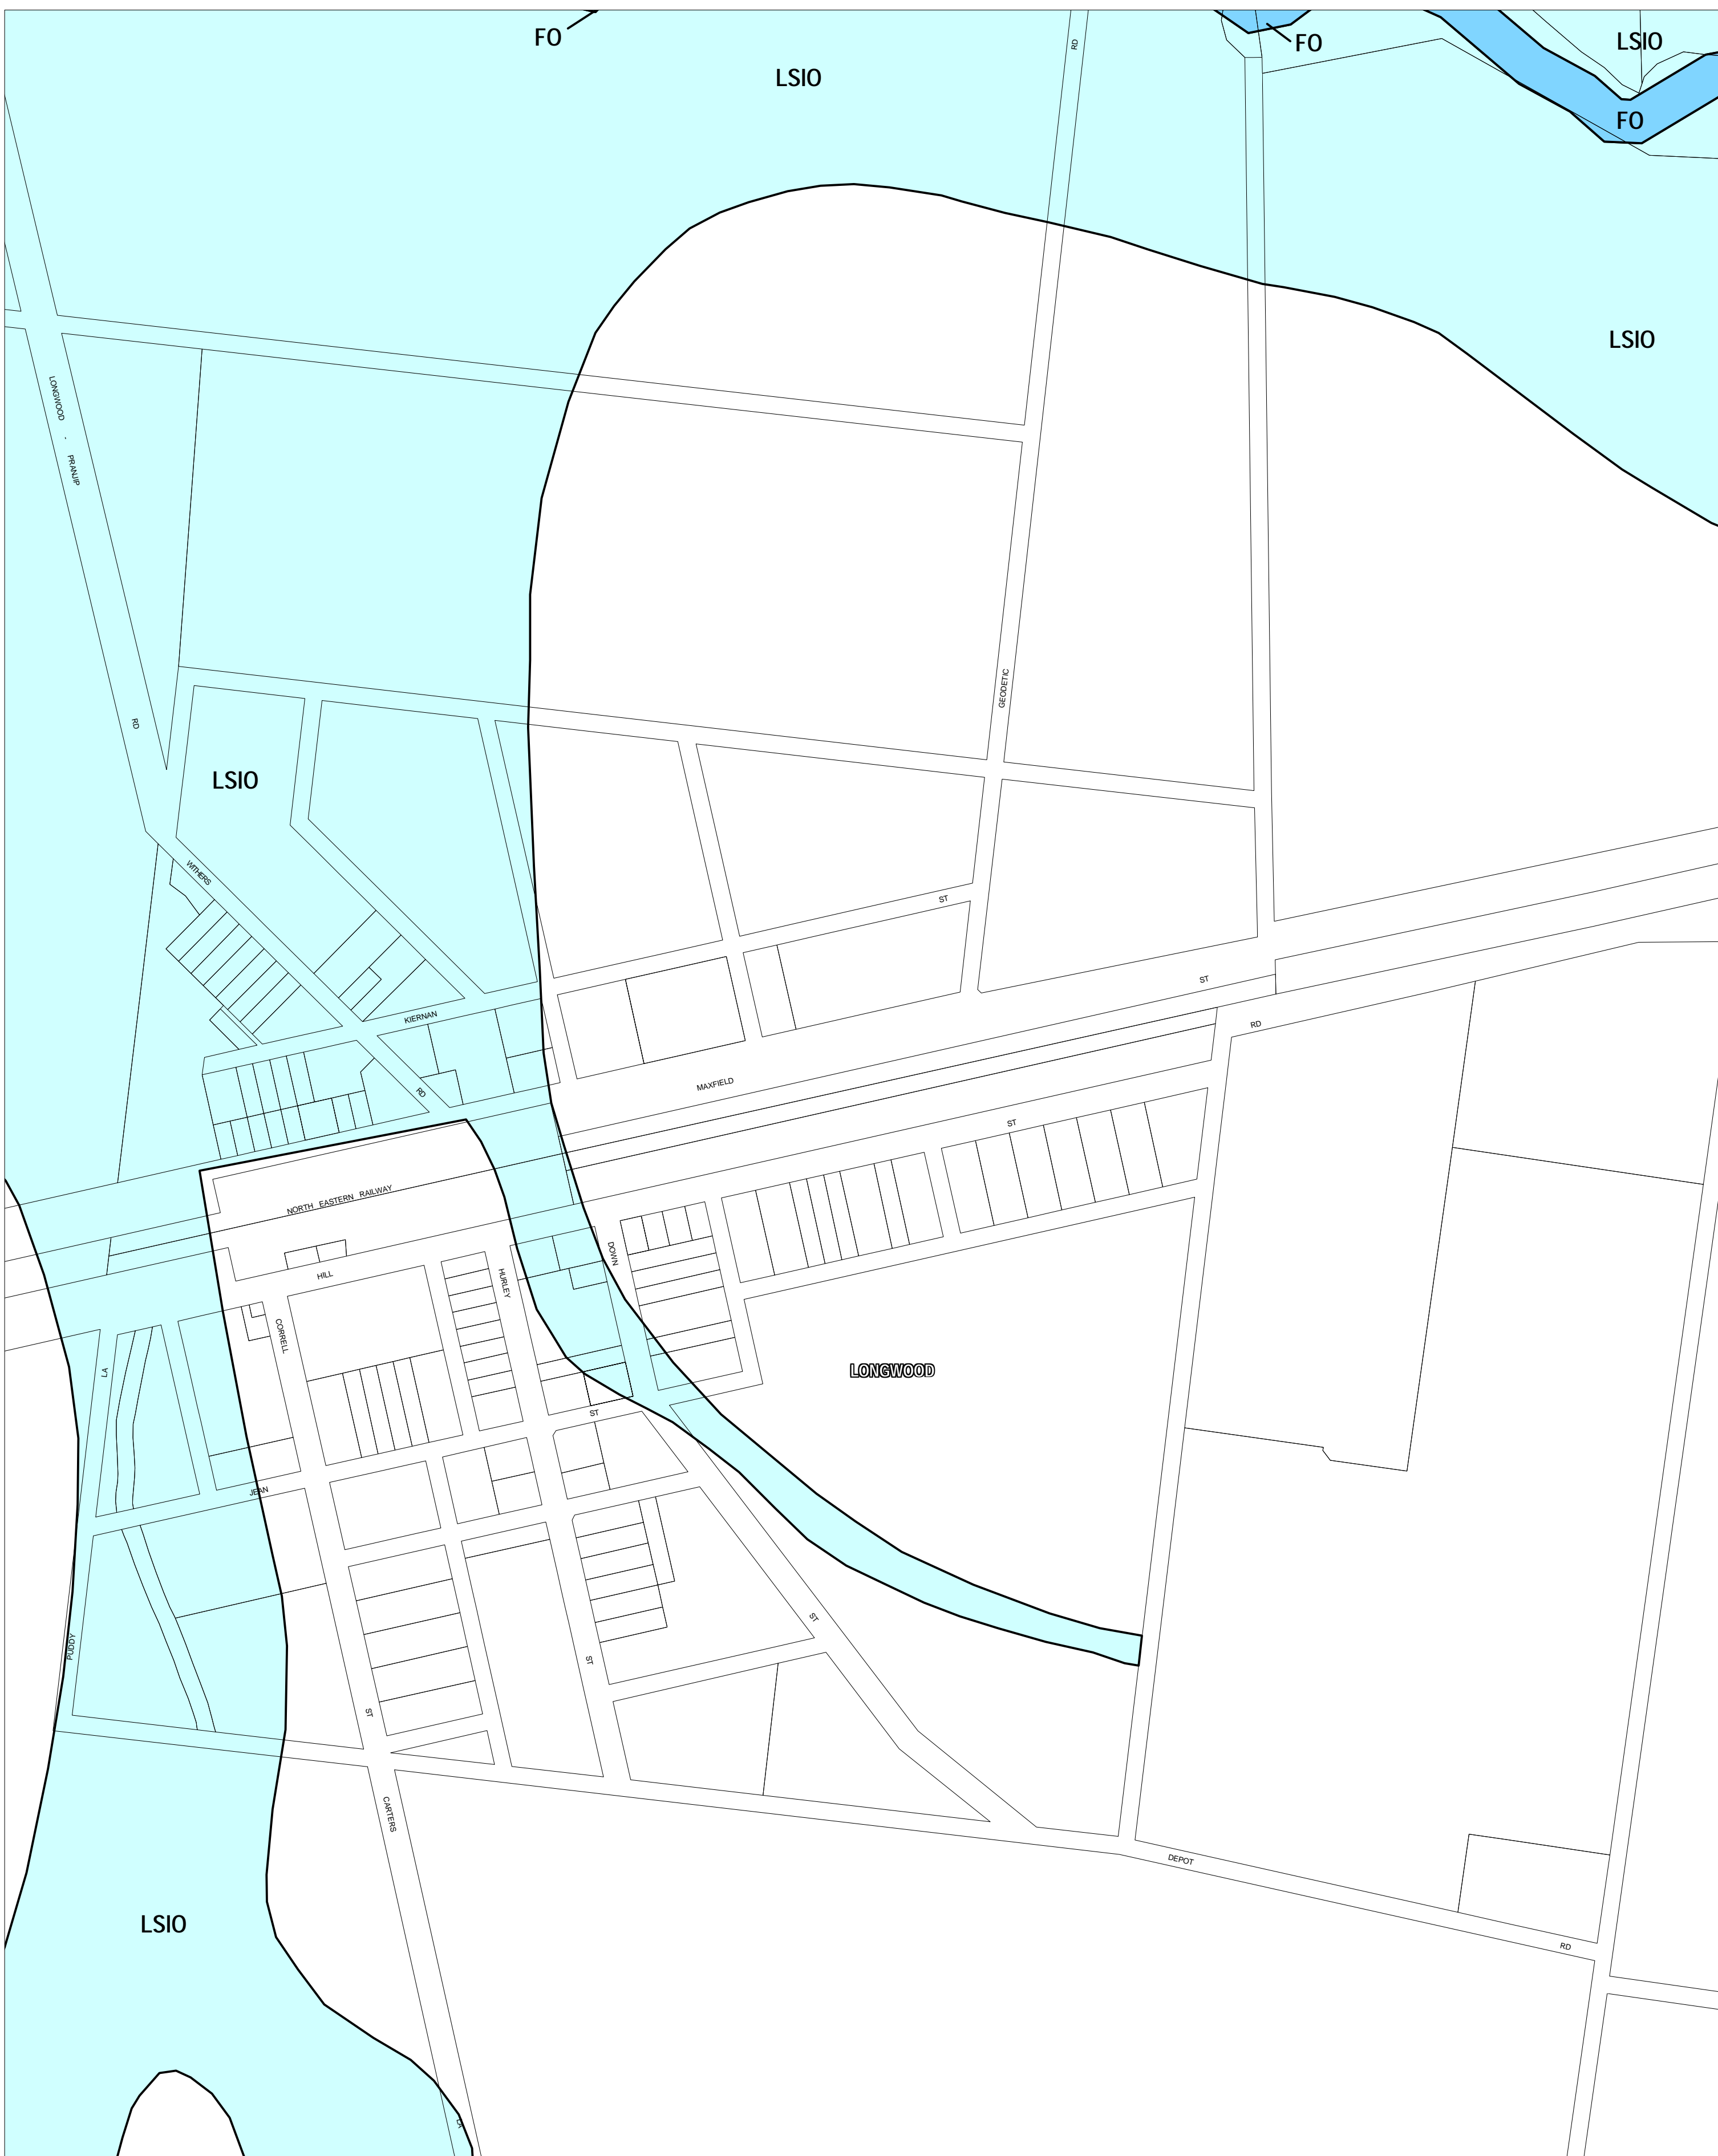 FO
LSIO
RD
FO
LSIO
FO
LSIO
LONGWOOD - PRANJIP
RD
GEODETIC
LSIO
WITHERS
ST
KIERNAN
ST
RD
RD
MAXFIELD
ST
NORTH EASTERN RAILWAY
HILL
DOWN
HURLEY
CORRELL
LA
LONGWOOD
ST
JEAN
ST
PUDDY
ST
ST
CARTERS
DEPOT
LSIO
RD
LA